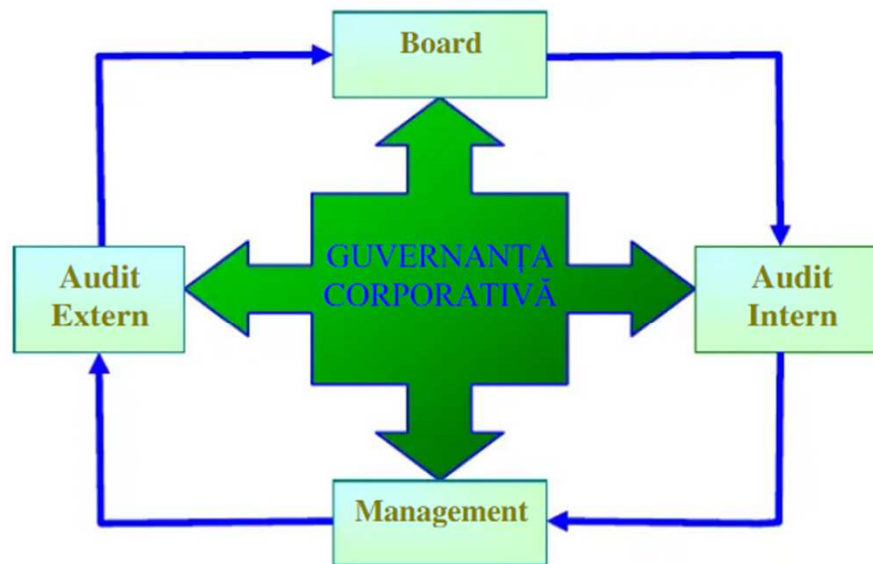 Board
GUVERNANȚA
CORPORATIVĂ
Audit
Extern
Audit
Intern
Management